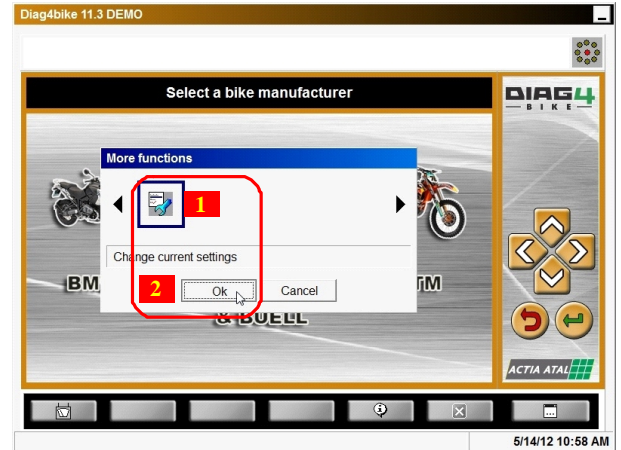 Diag4bike 11.3 DEMO
Select a bike manufacturer
DIAG4
BIKE
More functions
1
Change current settings
BM
2
Ok
Cancel
TM
& BUELL
ACTIA ATAL
5/14/12 10:58 AM